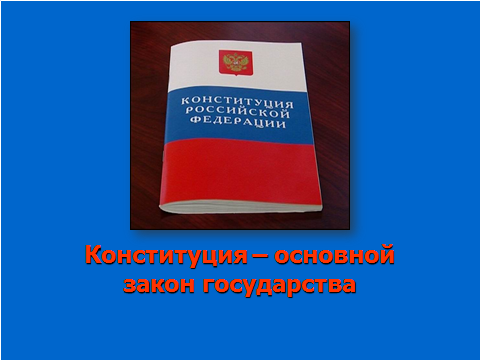 КОНСТИТУЦИЯ
РОССИЙСКОЙ
ФЕДЕРАЦИИ
Конституция – основной
закон государства